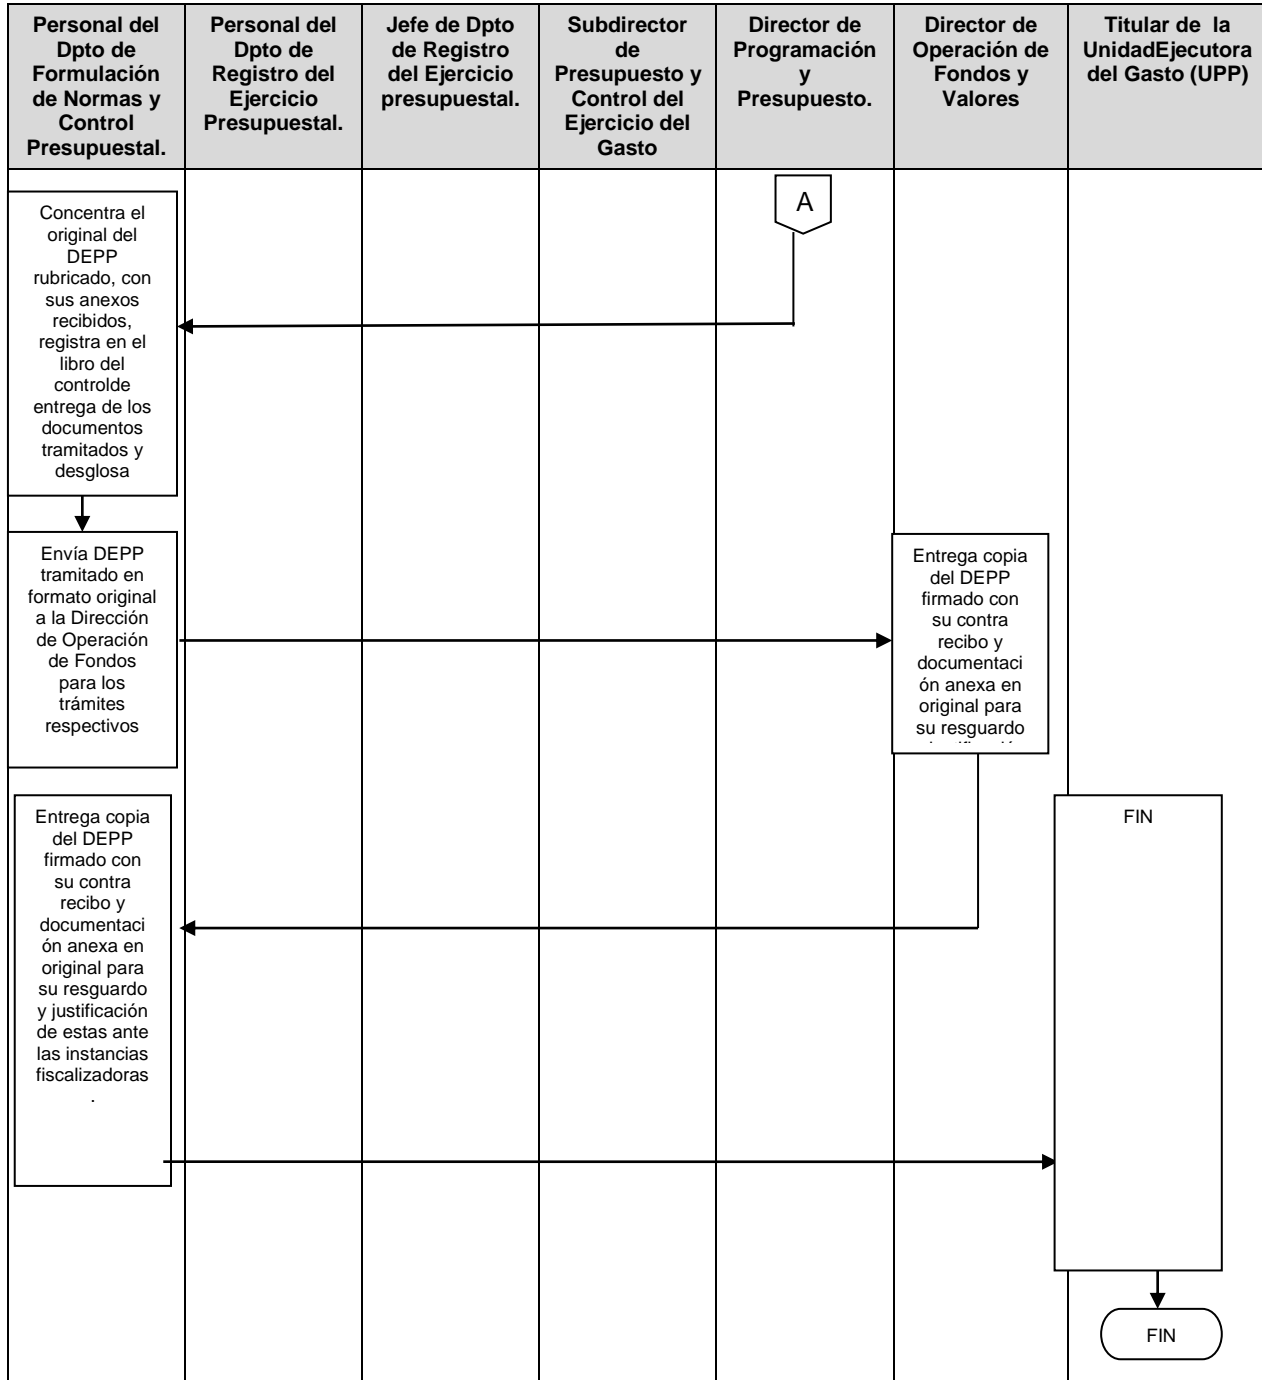 Personal del
Dpto de
Formulación
de Normas y
Control
Presupuestal.
Personal del
Dpto de
Registro del
Ejercicio
Presupuestal.
Jefe de Dpto
de Registro
del Ejercicio
presupuestal.
Subdirector
de
Presupuesto y
Control del
Ejercicio del
Gasto
Director de
Programación
y
Presupuesto.
Director de
Operación de
Fondos y
Valores
Titular de la
UnidadEjecutora
del Gasto (UPP)
A
Concentra el
original del
DEPP
rubricado, con
sus anexos
recibidos,
registra en el
libro del
controlde
entrega de los
documentos
tramitados y
desglosa
Envía DEPP
tramitado en
formato original
a la Dirección
de Operación
de Fondos
para los
trámites
respectivos
Entrega copia
del DEPP
firmado con
su contra
recibo y
documentaci
ón anexa en
original para
su resguardo
Entrega copia
del DEPP
firmado con
su contra
recibo y
documentaci
ón anexa en
original para
su resguardo
y justificación
de estas ante
las instancias
fiscalizadoras
.
FIN
FIN